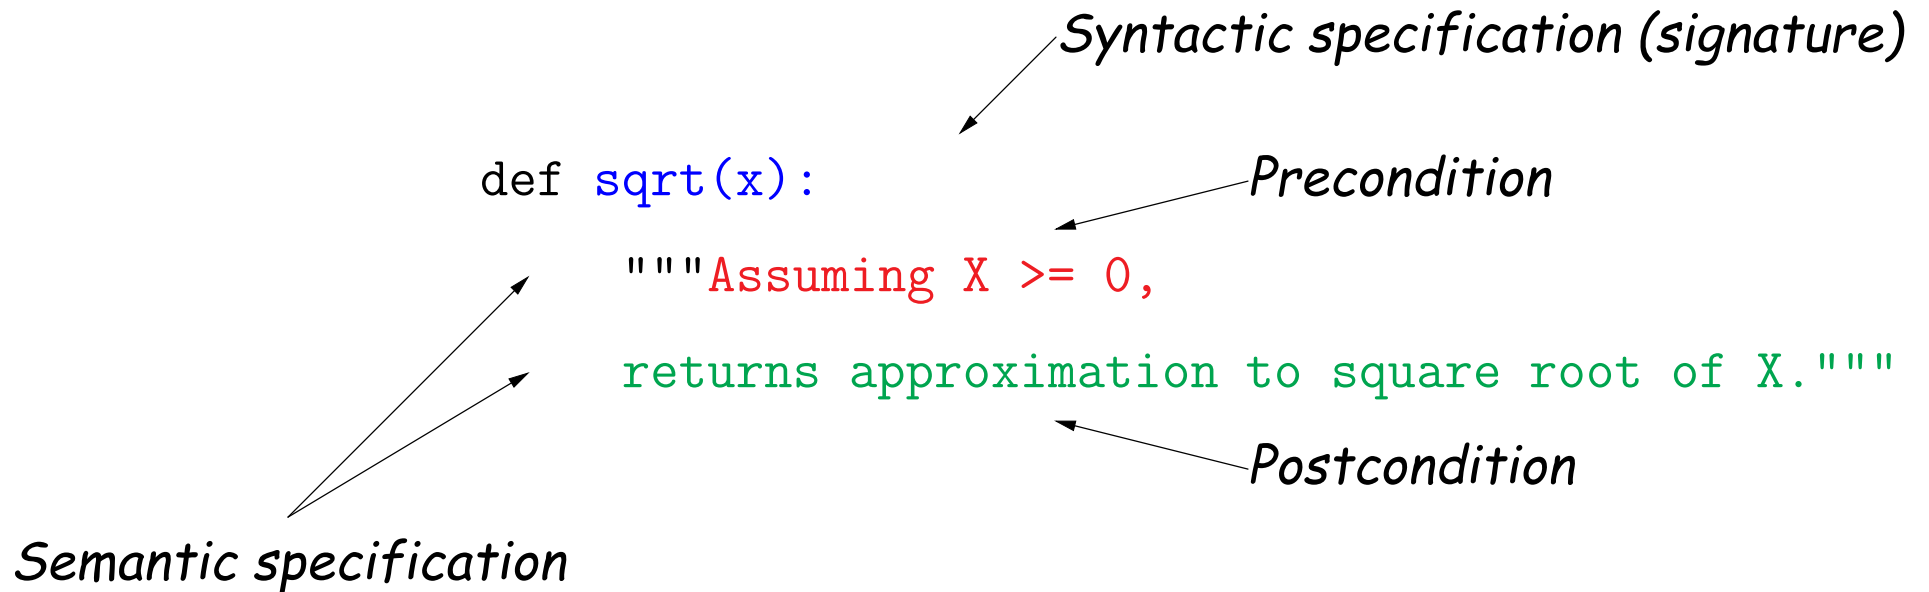 Syntactic specification (signature)
def sqrt(x):
Precondition
"""Assuming X >= 0,
returns approximation to square root of X."""
Postcondition
Semantic specification